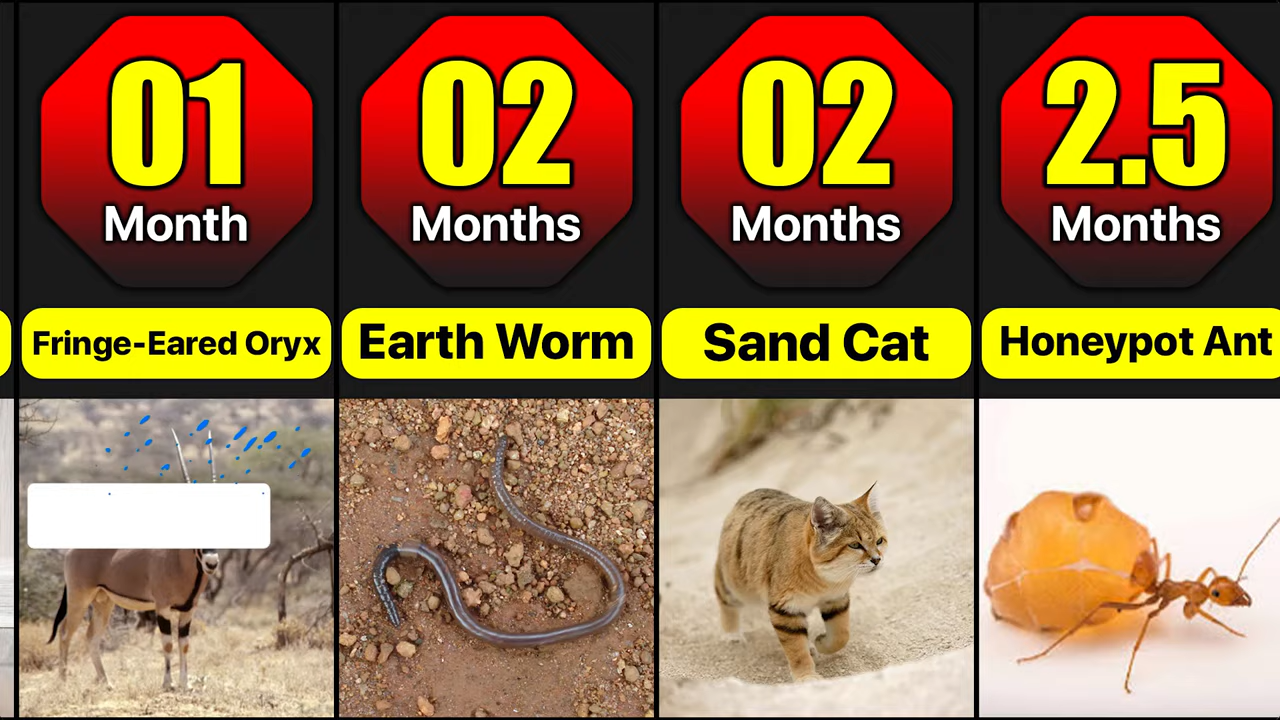 01
Month
Fringe-Eared Oryx
02
Months
Earth Worm
02
Months
Sand Cat
2.5
Months
Honeypot Ant